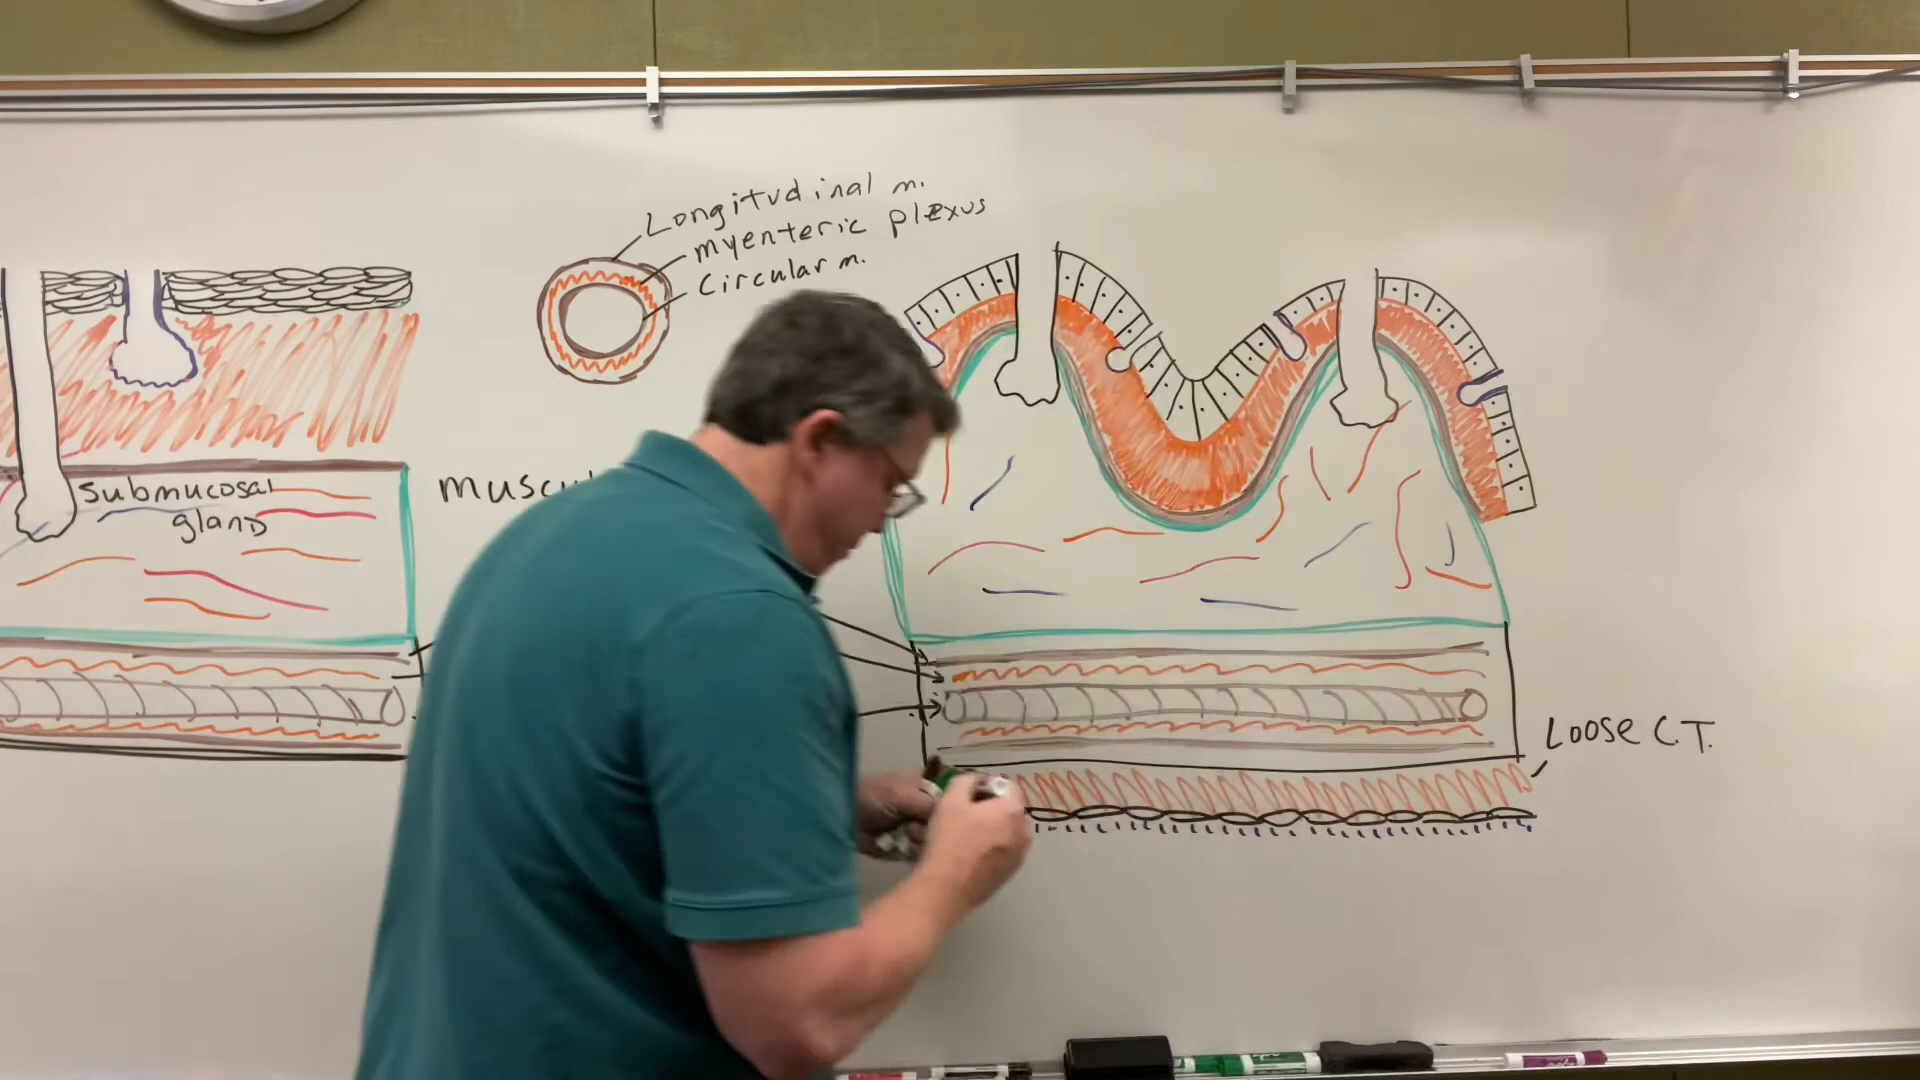 Longitudinal m.
myenteric plexus
Circular m.
submucosal
gland
Loose C.T.